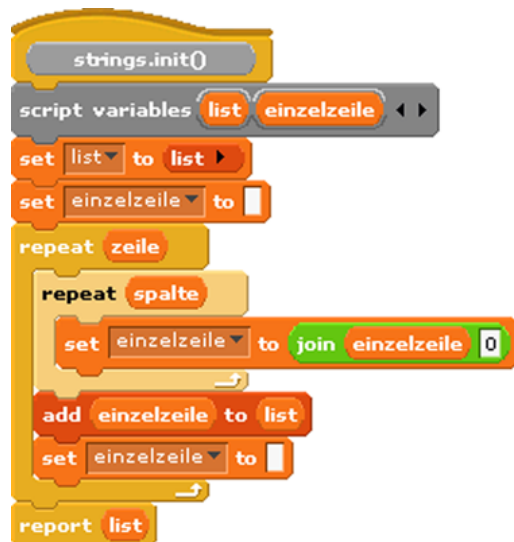 strings.init()
script variables list einzelzeile
set list to list
set einzelzeile to
repeat zeile
repeat spalte
set einzelzeile to join einzelzeile 0
add einzelzeile to list
set einzelzeile to
report list